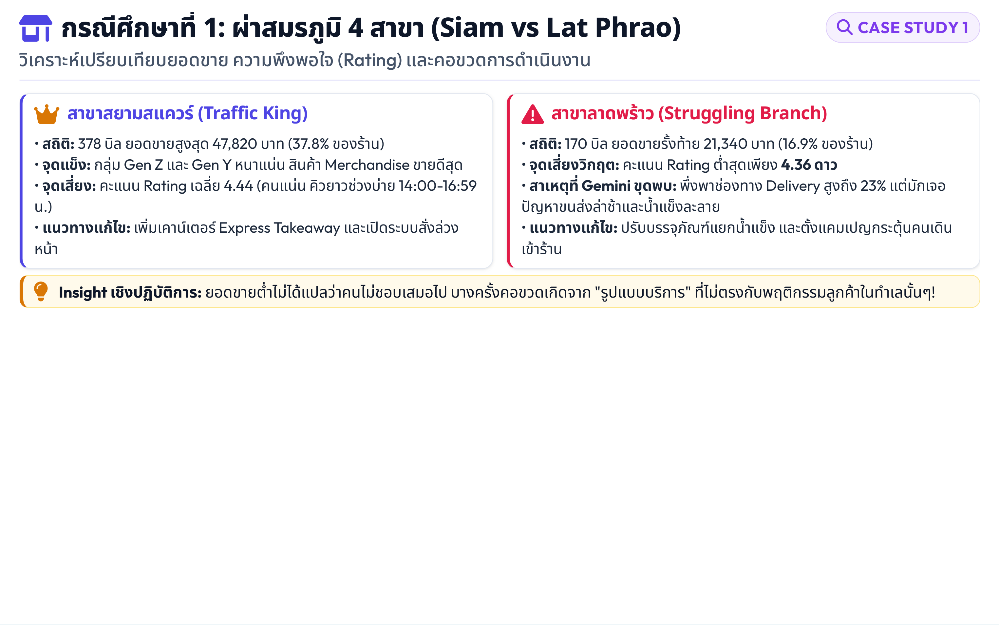 กรณีศึกษาที่ 1: ผ่าสมรภูมิ 4 สาขา (Siam vs Lat Phrao)
CASE STUDY 1
วิเคราะห์เปรียบเทียบยอดขาย ความพึงพอใจ (Rating) และคอขวดการดำเนินงาน
สาขาสยามสแควร์ (Traffic King)
• สถิติ: 378 บิล ยอดขายสูงสุด 47,820 บาท (37.8% ของร้าน)
• จุดแข็ง: กลุ่ม Gen Z และ Gen Y หนาแน่น สินค้า Merchandise ขายดีสุด
• จุดเสี่ยง: คะแนน Rating เฉลี่ย 4.44 (คนแน่น คิวยาวช่วงบ่าย 14:00-16:59
น.)
• แนวทางแก้ไข: เพิ่มเคาน์เตอร์ Express Takeaway และเปิดระบบสั่งล่วง
หน้า
สาขาลาดพร้าว (Struggling Branch)
• สถิติ: 170 บิล ยอดขายรั้งท้าย 21,340 บาท (16.9% ของร้าน)
• จุดเสี่ยงวิกฤต: คะแนน Rating ต่ำสุดเพียง 4.36 ดาว
• สาเหตุที่ Gemini ขุดพบ: พึ่งพาช่องทาง Delivery สูงถึง 23% แต่มักเจอ
ปัญหาขนส่งล่าช้าและน้ำแข็งละลาย
• แนวทางแก้ไข: ปรับบรรจุภัณฑ์แยกน้ำแข็ง และตั้งแคมเปญกระตุ้นคนเดิน
เข้าร้าน
Insight เชิงปฏิบัติการ: ยอดขายต่ำไม่ได้แปลว่าคนไม่ชอบเสมอไป บางครั้งคอขวดเกิดจาก "รูปแบบบริการ" ที่ไม่ตรงกับพฤติกรรมลูกค้าในทำเลนั้นๆ!